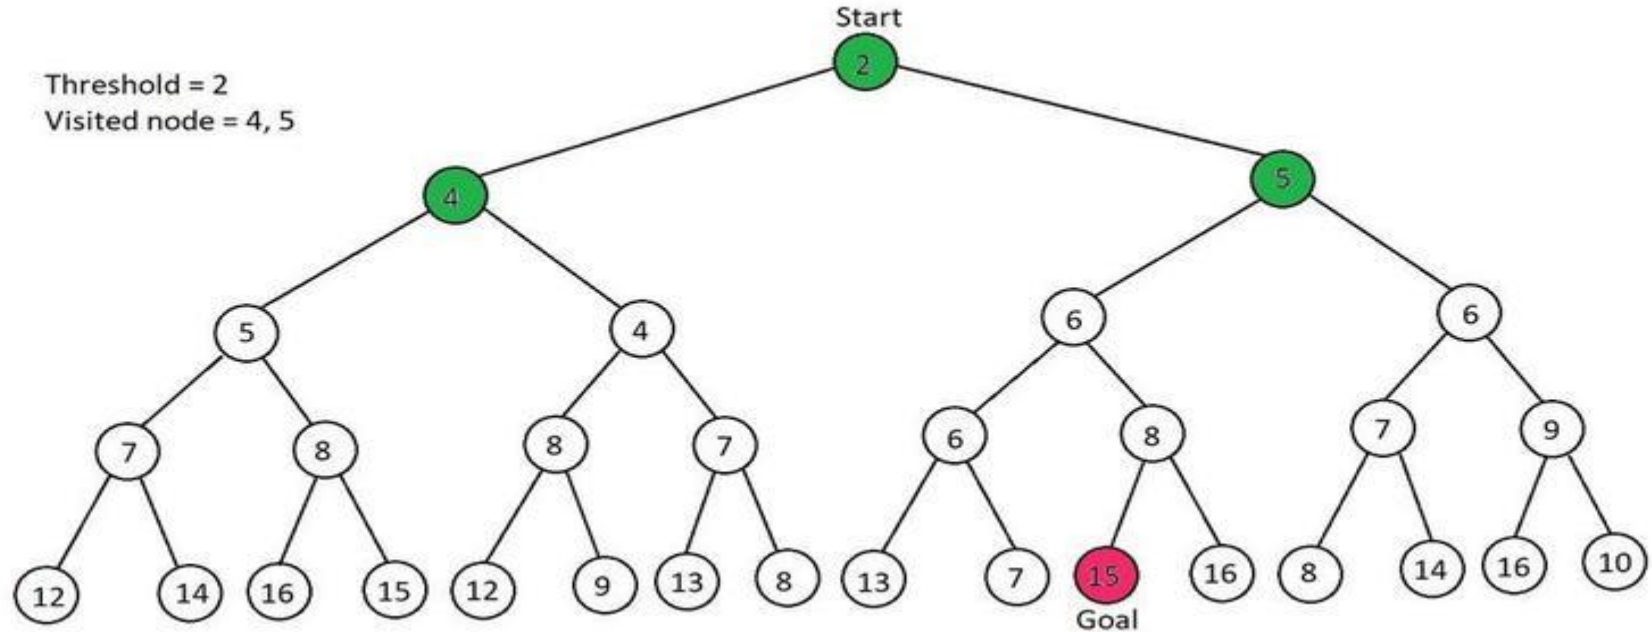 Start
2
Threshold = 2
Visited node = 4, 5
4 5
5 4 6 6
7 8 8 7 6 8 7 9
12 14 16 15 12 9 13 8 13 7 15 16 8 14 16 10
Goal